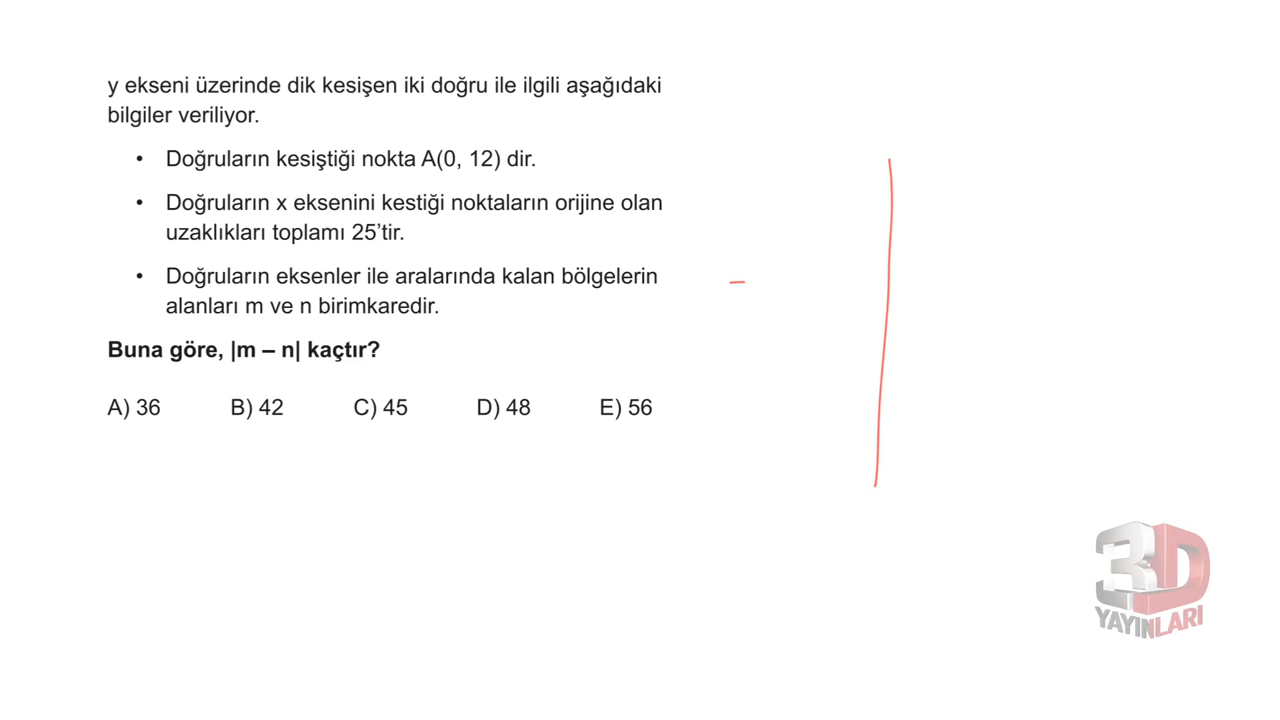 y ekseni üzerinde dik kesişen iki doğru ile ilgili aşağıdaki
bilgiler veriliyor.
• Doğruların kesiştiği nokta A(0, 12) dir.
• Doğruların x eksenini kestiği noktaların orijine olan
uzaklıkları toplamı 25’tir.
• Doğruların eksenler ile aralarında kalan bölgelerin
alanları m ve n birimkaredir.
Buna göre, |m – n| kaçtır?
A) 36 B) 42 C) 45 D) 48 E) 56
3D
YAYINLARI